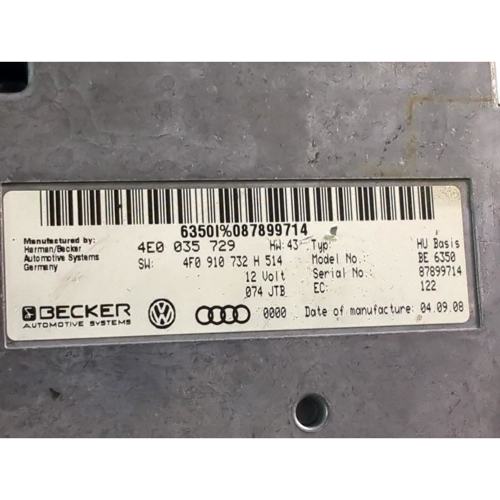 6350I%087899714
Manufactured by:
Harman/Becker
Automotive Systems
Germany
4E0 035 729 HW: 43 Typ: HU Basis
SW: 4F0 910 732 H 514 Model No.: BE 6350
12 Volt Serial No.: 87899714
074 JTB EC: 122
BECKER
AUTOMOTIVE SYSTEMS
0000 Date of manufacture: 04.09.08